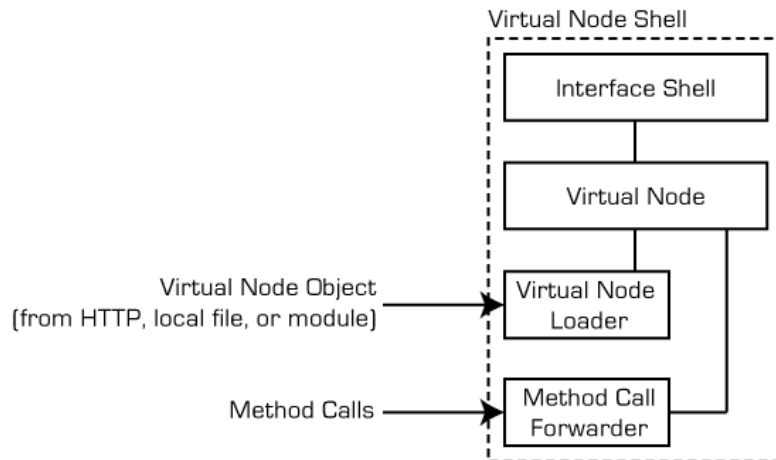 Virtual Node Shell
Interface Shell
Virtual Node
Virtual Node Object
(from HTTP, local file, or module)
Virtual Node
Loader
Method Calls
Method Call
Forwarder